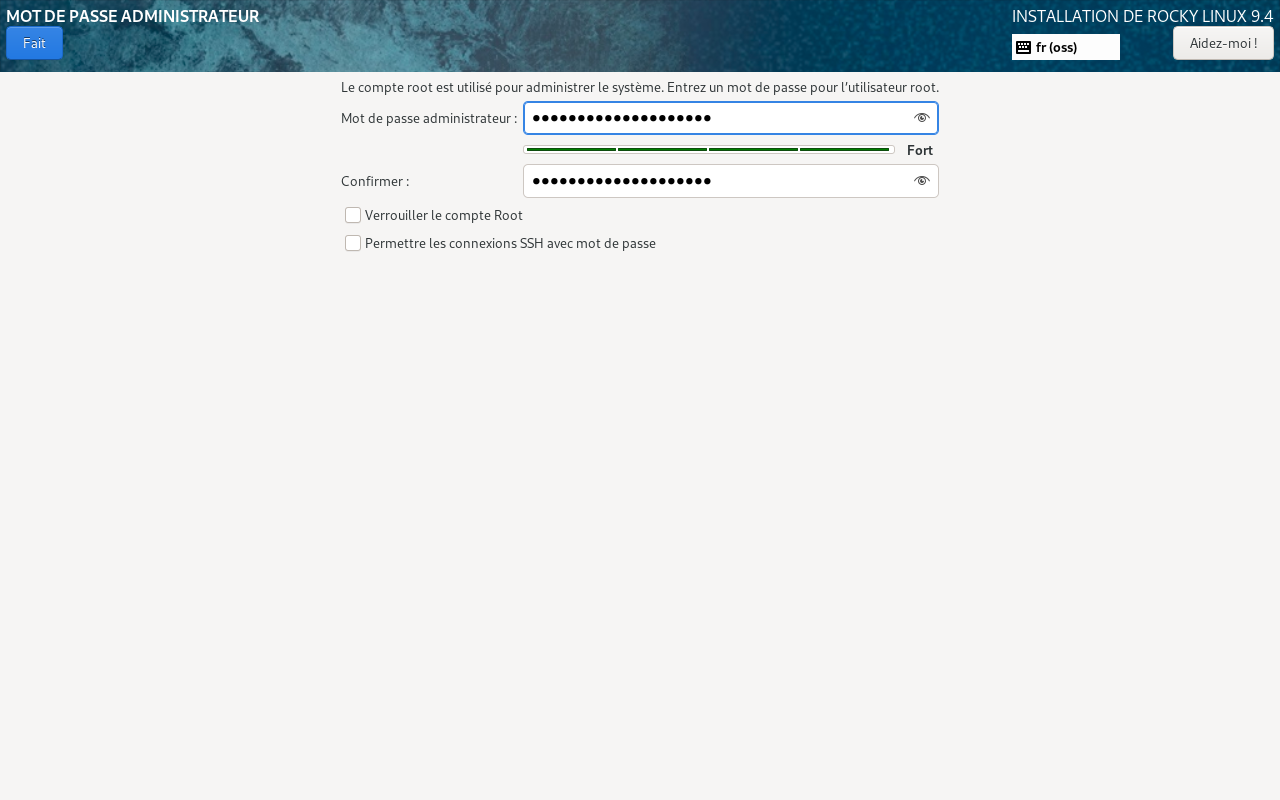 MOT DE PASSE ADMINISTRATEUR
INSTALLATION DE ROCKY LINUX 9.4
Fait
fr (oss)
Aidez-moi !
Le compte root est utilisé pour administrer le système. Entrez un mot de passe pour l'utilisateur root.
Mot de passe administrateur : ●●●●●●●●●●●●●●●●●●●●
Fort
Confirmer : ●●●●●●●●●●●●●●●●●●●●
Verrouiller le compte Root
Permettre les connexions SSH avec mot de passe